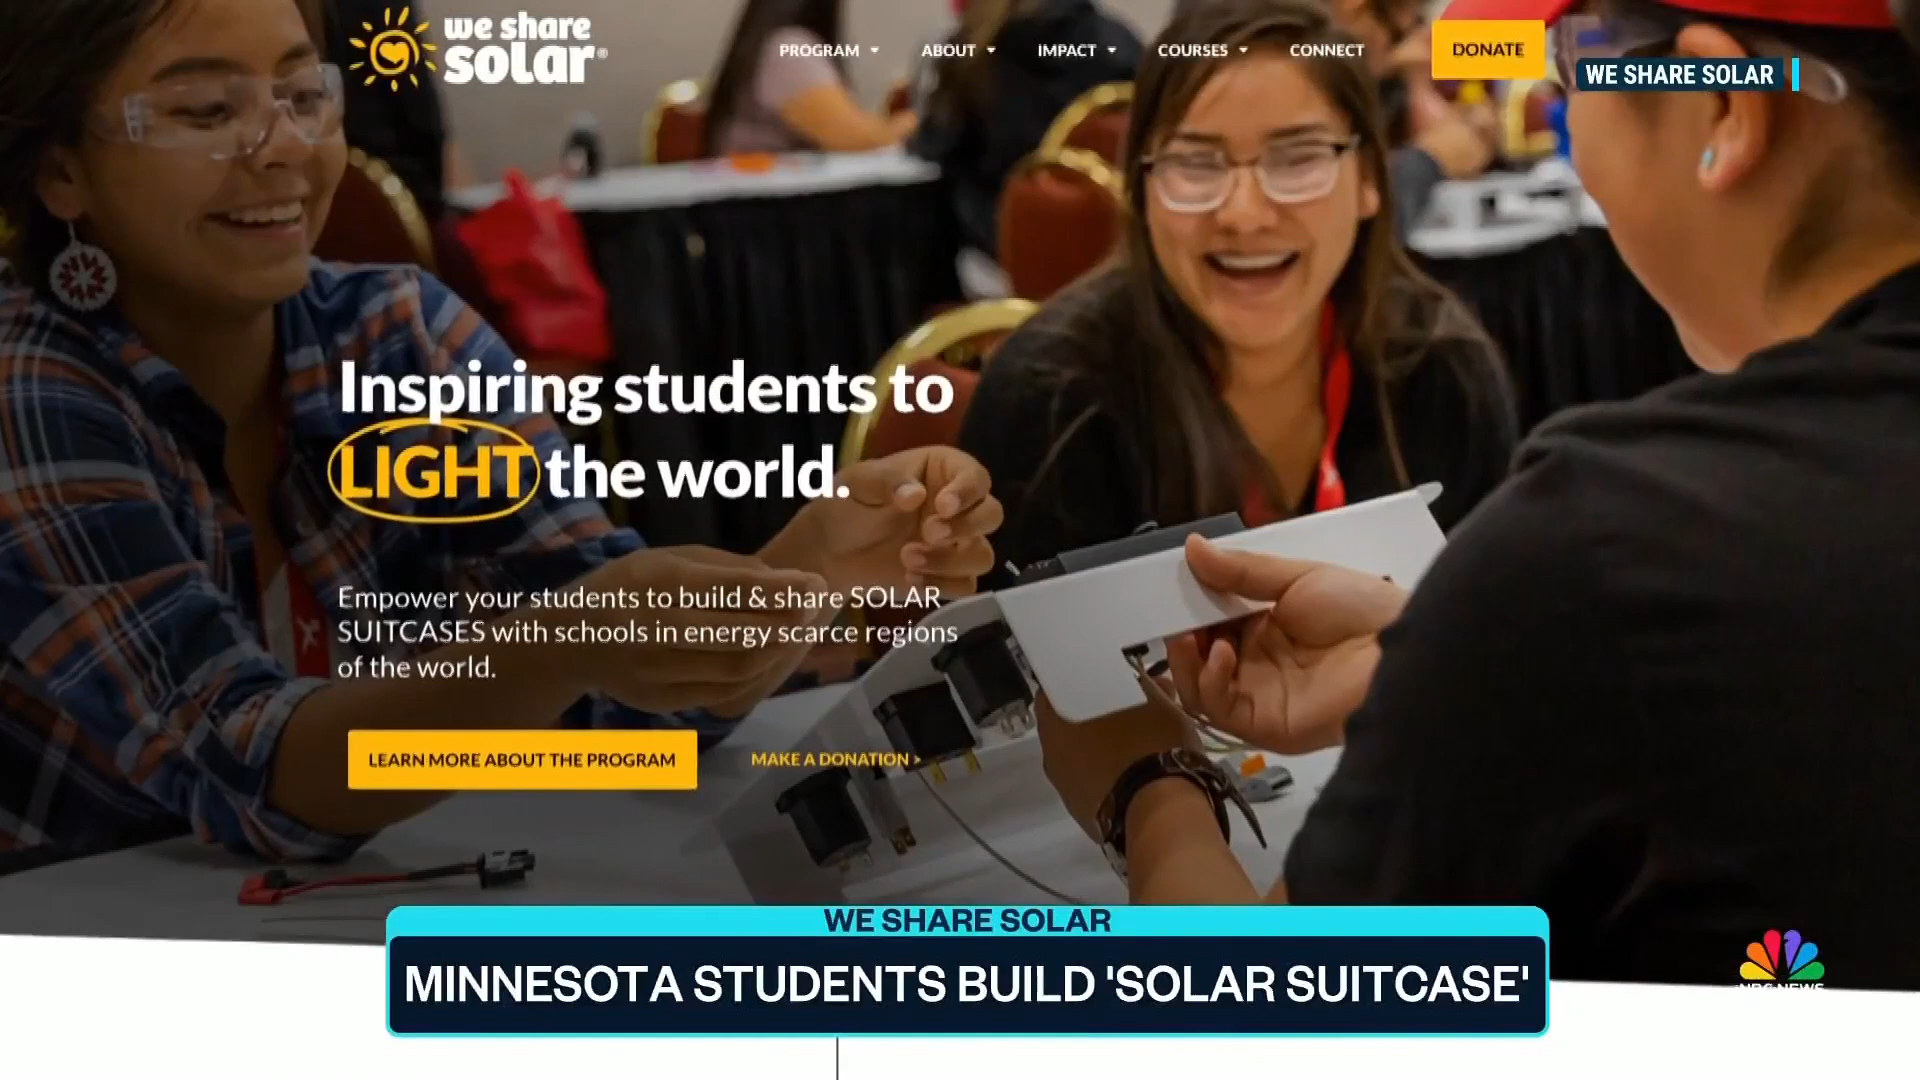 we share
solar®
PROGRAM
ABOUT
IMPACT
COURSES
CONNECT
DONATE
WE SHARE SOLAR
Inspiring students to
LIGHT the world.
Empower your students to build & share SOLAR
SUITCASES with schools in energy scarce regions
of the world.
LEARN MORE ABOUT THE PROGRAM
MAKE A DONATION >
WE SHARE SOLAR
MINNESOTA STUDENTS BUILD 'SOLAR SUITCASE'
NBC NEWS